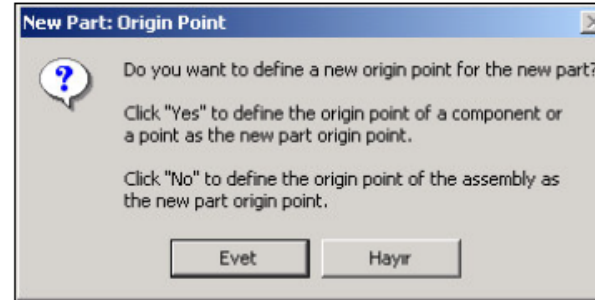 New Part: Origin Point
Do you want to define a new origin point for the new part?
Click "Yes" to define the origin point of a component or
a point as the new part origin point.
Click "No" to define the origin point of the assembly as
the new part origin point.
Evet
Hayır